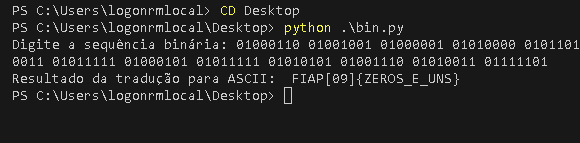 PS C:\Users\logonrmlocal> CD Desktop
PS C:\Users\logonrmlocal\Desktop> python .\bin.py
Digite a sequência binária: 01000110 01001001 01000001 01010000 0101101
0011 01011111 01000101 01011111 01010101 01001110 01010011 01111101
Resultado da tradução para ASCII:  FIAP[09]{ZEROS_E_UNS}
PS C:\Users\logonrmlocal\Desktop>